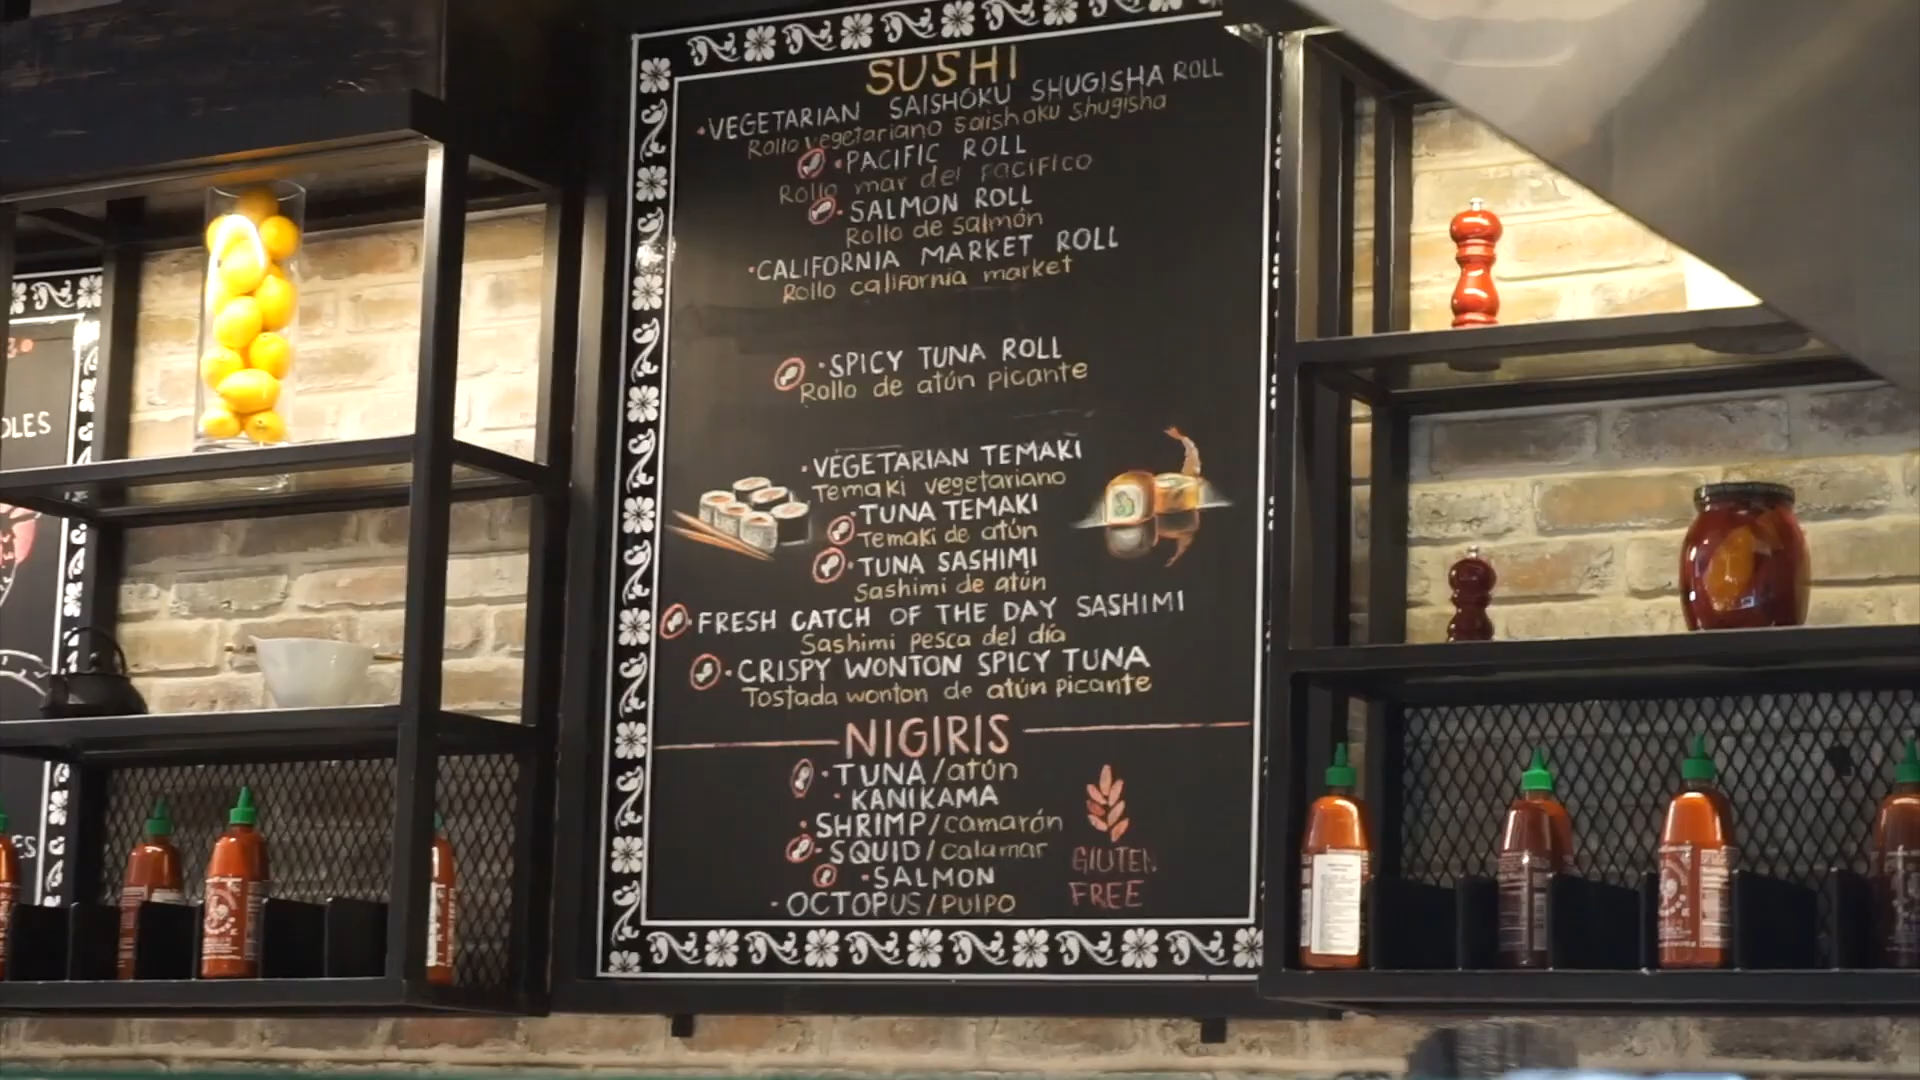 SUSHI
·VEGETARIAN SAISHOKU SHUGISHA ROLL
Rollo vegetariano Saishoku Shugisha
·PACIFIC ROLL
Rollo mar del Pacifico
·SALMON ROLL
Rollo de salmón
·CALIFORNIA MARKET ROLL
Rollo california market
·SPICY TUNA ROLL
Rollo de atún picante
·VEGETARIAN TEMAKI
Temaki vegetariano
·TUNA TEMAKI
Temaki de atún
·TUNA SASHIMI
Sashimi de atún
·FRESH CATCH OF THE DAY SASHIMI
Sashimi pesca del día
·CRISPY WONTON SPICY TUNA
Tostada wonton de atún picante
NIGIRIS
·TUNA/atún
·KANIKAMA
·SHRIMP/camarón
·SQUID/calamar
·SALMON
·OCTOPUS/PULPO
GLUTEN
FREE